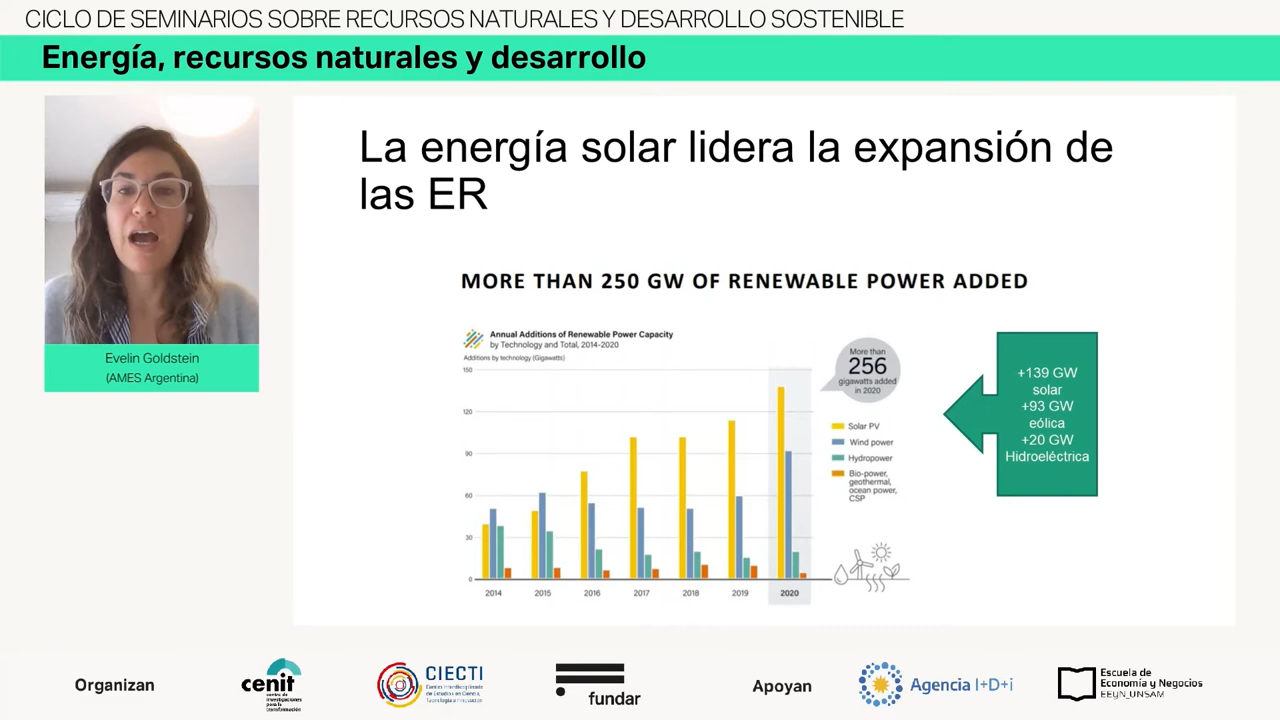 CICLO DE SEMINARIOS SOBRE RECURSOS NATURALES Y DESARROLLO SOSTENIBLE
Energía, recursos naturales y desarrollo
Evelin Goldstein
(AMES Argentina)
La energía solar lidera la expansión de
las ER
MORE THAN 250 GW OF RENEWABLE POWER ADDED
Annual Additions of Renewable Power Capacity
by Technology and Total, 2014-2020
Additions by technology (Gigawatts)
150
120
90
60
30
0
2014 2015 2016 2017 2018 2019 2020
More than
256
gigawatts added
in 2020
Solar PV
Wind power
Hydropower
Bio-power,
geothermal,
ocean power,
CSP
+139 GW
solar
+93 GW
eólica
+20 GW
Hidroeléctrica
Organizan
cenit
centro de
investigaciones
para la
transformación
CIECTI
Centro Interdisciplinario
de Estudios en Ciencia,
Tecnología e Innovación
fundar
Apoyan
Agencia I+D+i
Escuela de
Economía y Negocios
EEyN_UNSAM